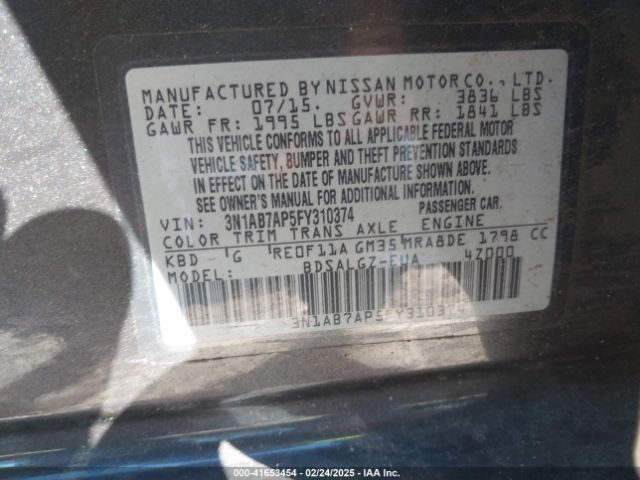 MANUFACTURED BY NISSAN MOTOR CO., LTD.
DATE: 07/15. GVWR: 3836 LBS
GAWR FR: 1995 LBS GAWR RR: 1841 LBS
THIS VEHICLE CONFORMS TO ALL APPLICABLE FEDERAL MOTOR
VEHICLE SAFETY, BUMPER AND THEFT PREVENTION STANDARDS
IN EFFECT ON THE DATE OF MANUFACTURE SHOWN ABOVE.
SEE OWNER'S MANUAL FOR ADDITIONAL INFORMATION.
VIN: 3N1AB7AP5FY310374 PASSENGER CAR.
COLOR TRIM TRANS AXLE ENGINE
KBD G RE0F11A GM35 MRA8DE 1798 CC
MODEL: BDSALGZ-EUA 47000
3N1AB7AP5FY310374
3N-41653454 - 02/24/2025 - IAA Inc.